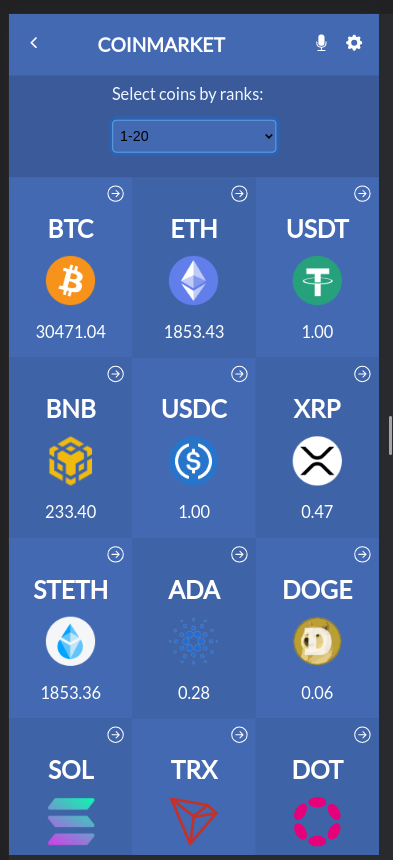 COINMARKET
Select coins by ranks:
1-20
BTC ETH USDT
30471.04 1853.43 1.00
BNB USDC XRP
233.40 1.00 0.47
STETH ADA DOGE
1853.36 0.28 0.06
SOL TRX DOT